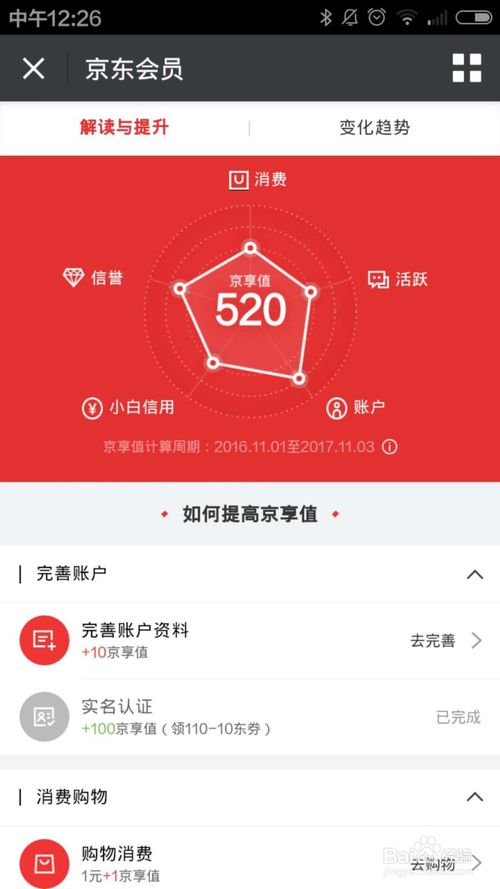 中午12:26
京东会员
解读与提升
变化趋势
消费
信誉
活跃
京享值
520
小白信用
账户
京享值计算周期：2016.11.01至2017.11.03
如何提高京享值
完善账户
完善账户资料
+10京享值
去完善
实名认证
+100京享值（领110-10东券）
已完成
消费购物
购物消费
1元+1京享值
去购物
Baidu经验